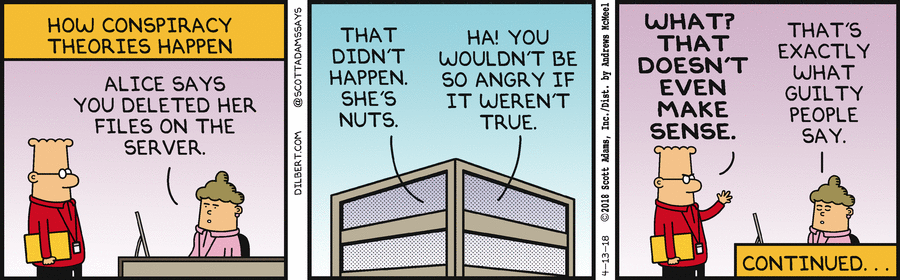 HOW CONSPIRACY
THEORIES HAPPEN
ALICE SAYS
YOU DELETED HER
FILES ON THE
SERVER.
DILBERT.COM @SCOTTADAMSSAYS
THAT
DIDN'T
HAPPEN.
SHE'S
NUTS.
HA! YOU
WOULDN'T BE
SO ANGRY IF
IT WEREN'T
TRUE.
4-13-18 ©2018 Scott Adams, Inc./Dist. by Andrews McMeel
WHAT?
THAT
DOESN'T
EVEN
MAKE
SENSE.
THAT'S
EXACTLY
WHAT
GUILTY
PEOPLE
SAY.
CONTINUED...